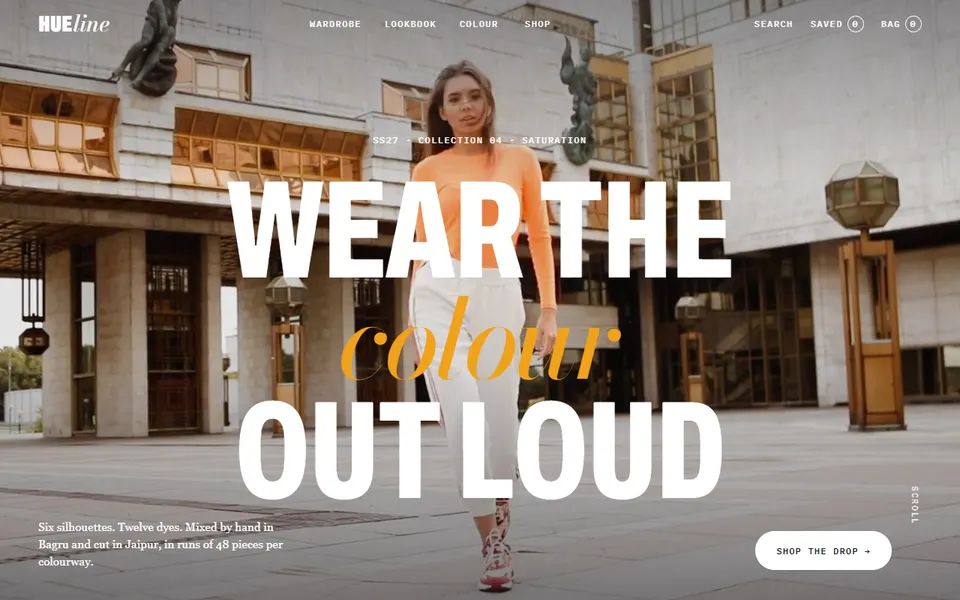 HUEline
WARDROBE LOOKBOOK COLOUR SHOP
SEARCH SAVED 0 BAG 0
SS27 · COLLECTION 04 · SATURATION
WEAR THE
colour
OUT LOUD
Six silhouettes. Twelve dyes. Mixed by hand in
Bagru and cut in Jaipur, in runs of 48 pieces per
colourway.
SCROLL
SHOP THE DROP →